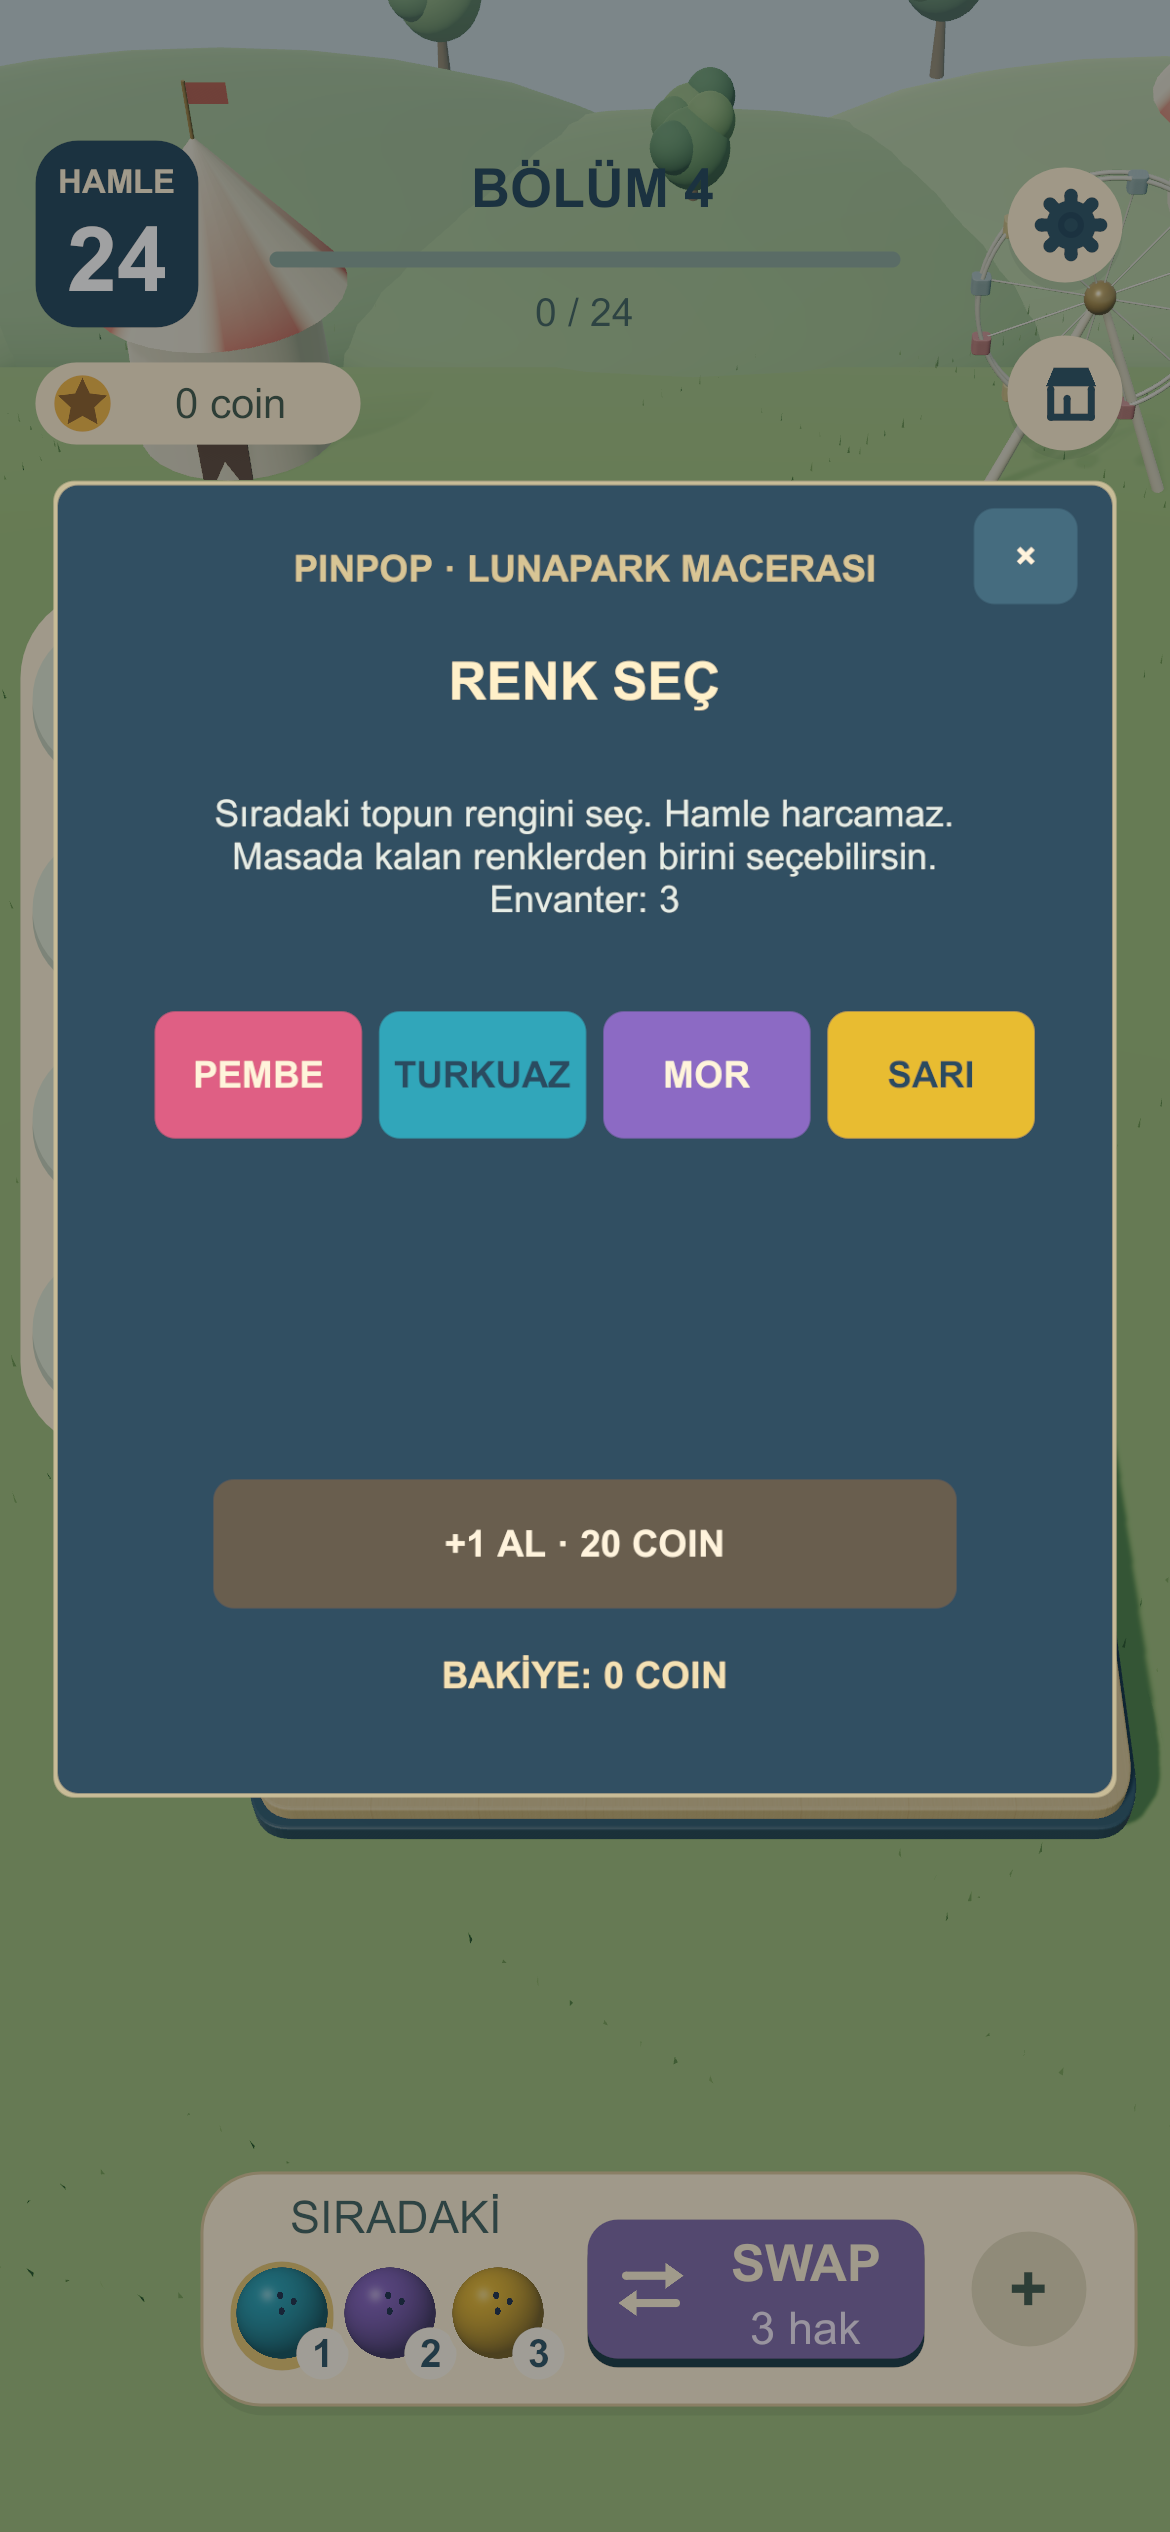 HAMLE
24
BÖLÜM 4
0 / 24
0 coin
PINPOP · LUNAPARK MACERASI
×
RENK SEÇ
Sıradaki topun rengini seç. Hamle harcamaz.
Masada kalan renklerden birini seçebilirsin.
Envanter: 3
PEMBE
TURKUAZ
MOR
SARI
+1 AL · 20 COIN
BAKİYE: 0 COIN
SIRADAKİ
1
2
3
SWAP
3 hak
+